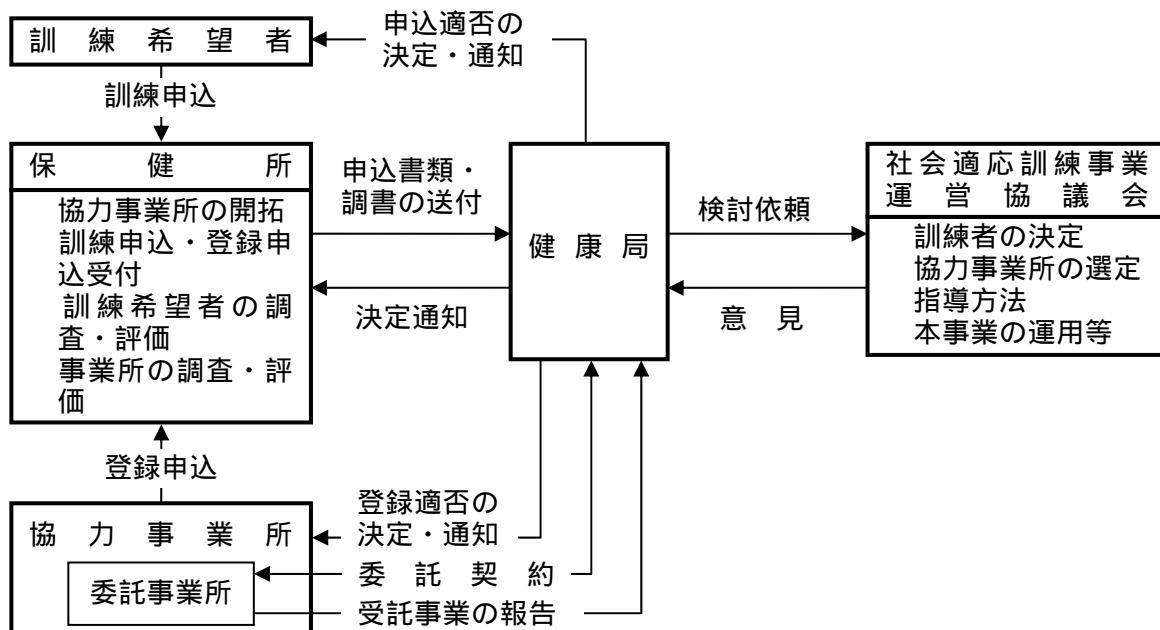 訓練希望者
申込適否の
決定・通知
訓練申込
保健所
協力事業所の開拓
訓練申込・登録申
込受付
訓練希望者の調
査・評価
事業所の調査・評
価
申込書類・
調書の送付
決定通知
健康局
検討依頼
意見
社会適応訓練事業
運営協議会
訓練者の決定
協力事業所の選定
指導方法
本事業の運用等
登録申込
協力事業所
委託事業所
登録適否の
決定・通知
委託契約
受託事業の報告